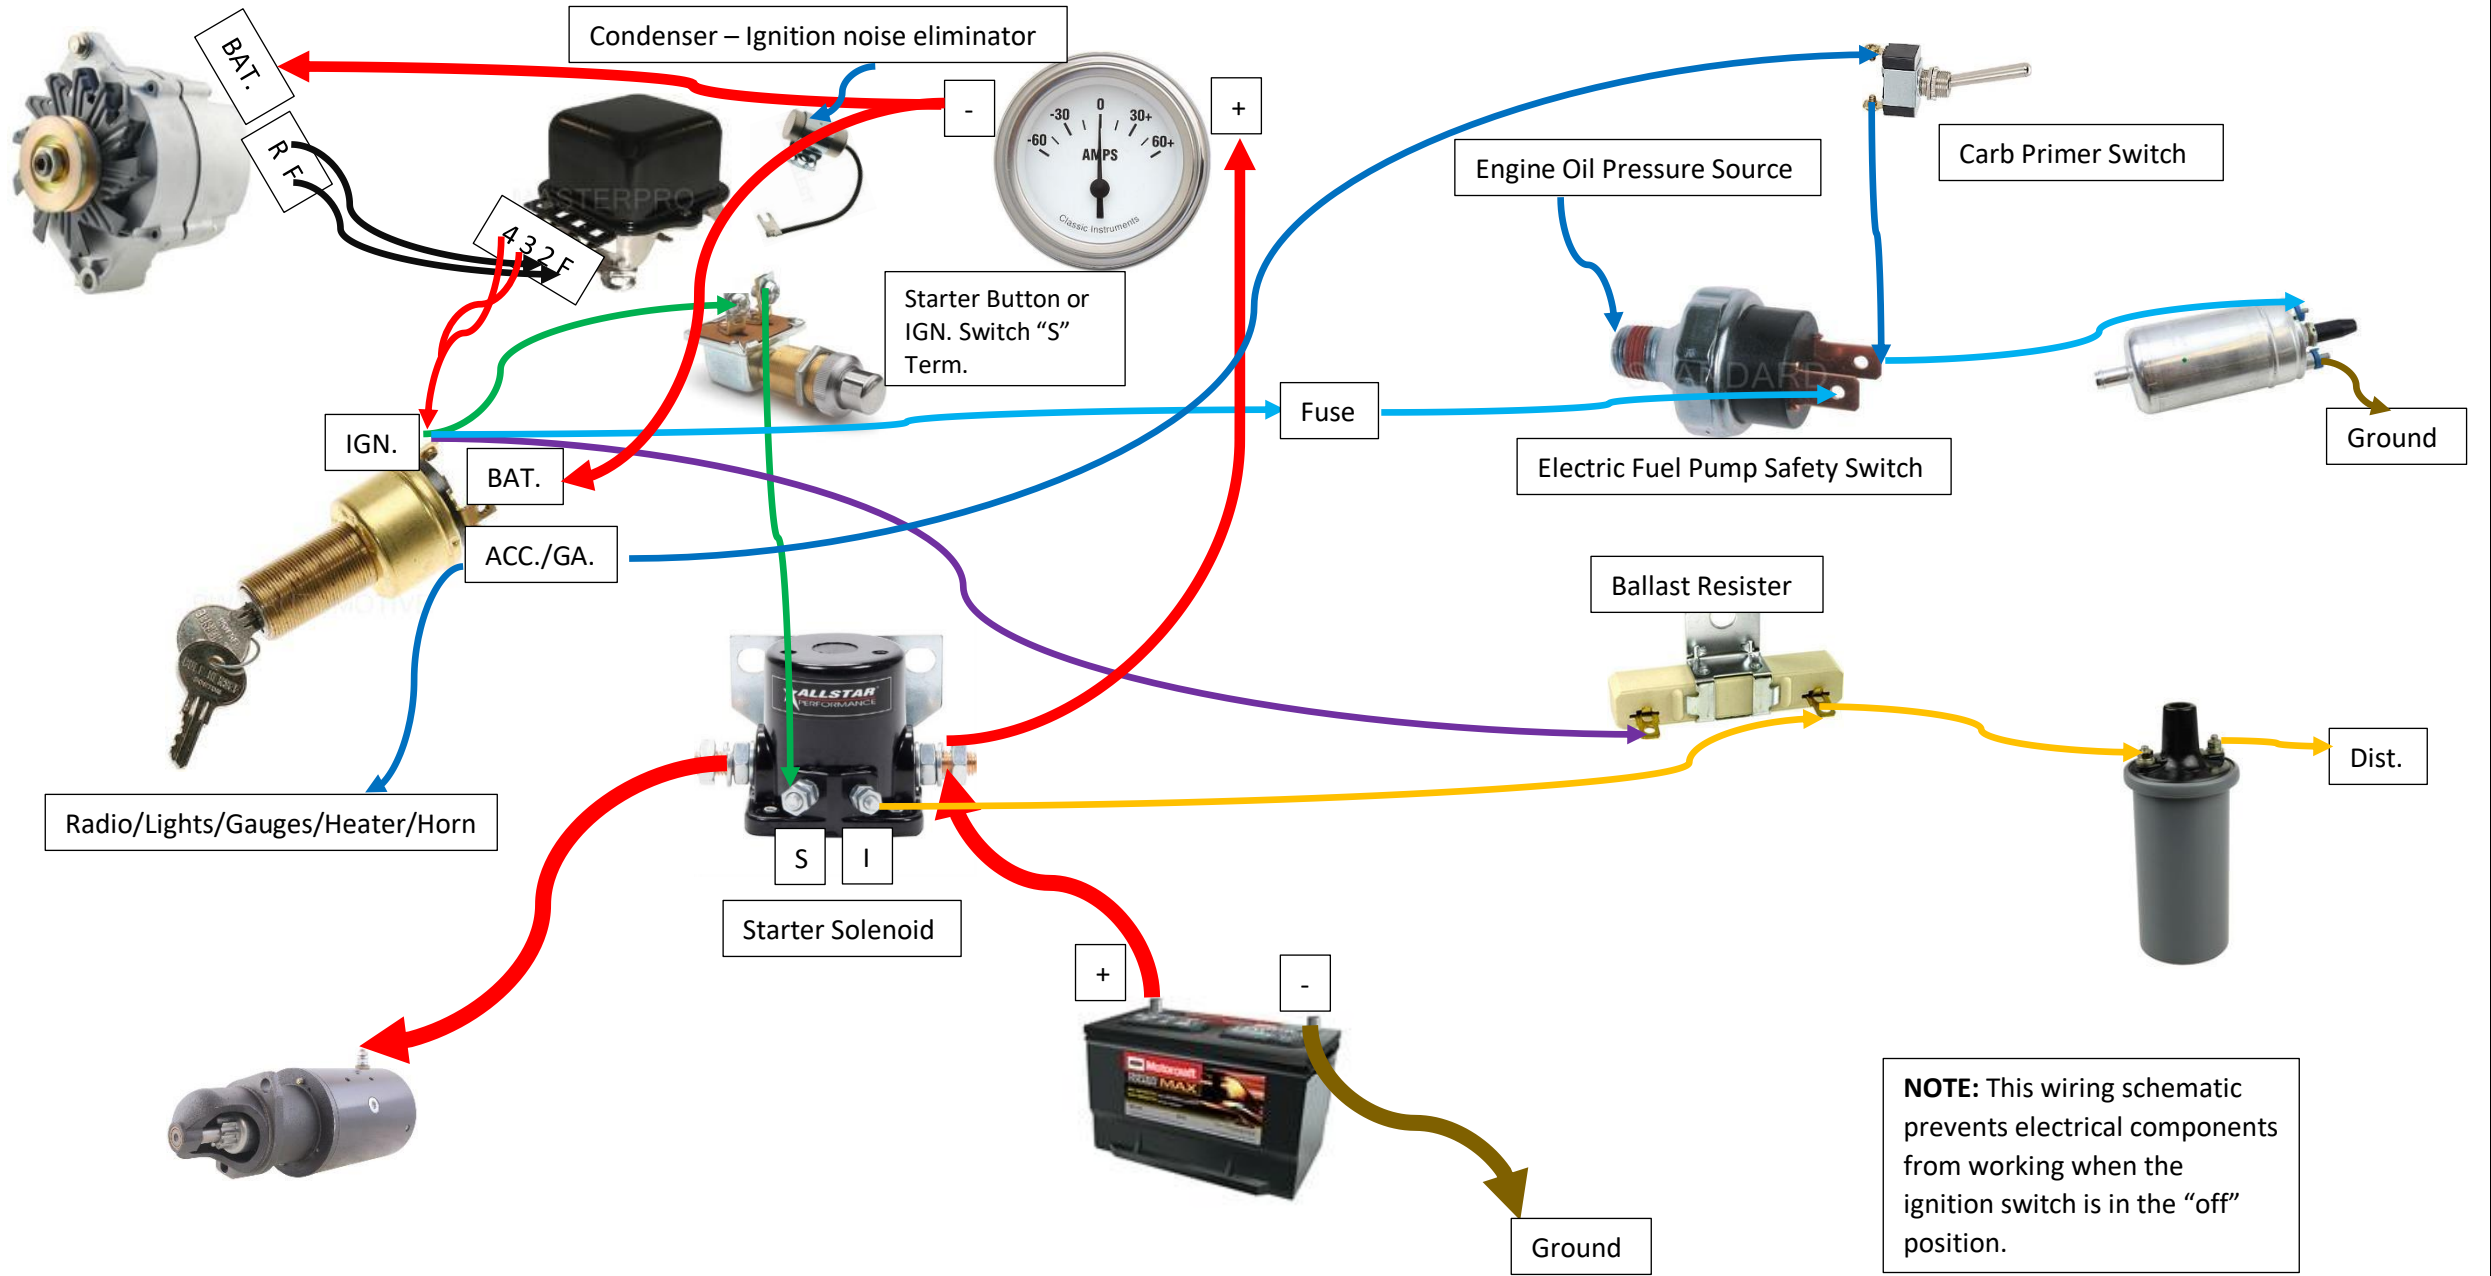 BAT.
R F
Condenser – Ignition noise eliminator
-
+
-60
-30
0
30+
60+
AMPS
Classic Instruments
MASTERPRO
4 3 2 F
Carb Primer Switch
Engine Oil Pressure Source
Starter Button or
IGN. Switch “S”
Term.
STANDARD
Fuse
Ground
Electric Fuel Pump Safety Switch
IGN.
BAT.
ACC./GA.
Ballast Resister
ALLSTAR
PERFORMANCE
Dist.
Radio/Lights/Gauges/Heater/Horn
S
I
Starter Solenoid
+
-
Motorcraft
MAX
Ground
NOTE: This wiring schematic
prevents electrical components
from working when the
ignition switch is in the “off”
position.